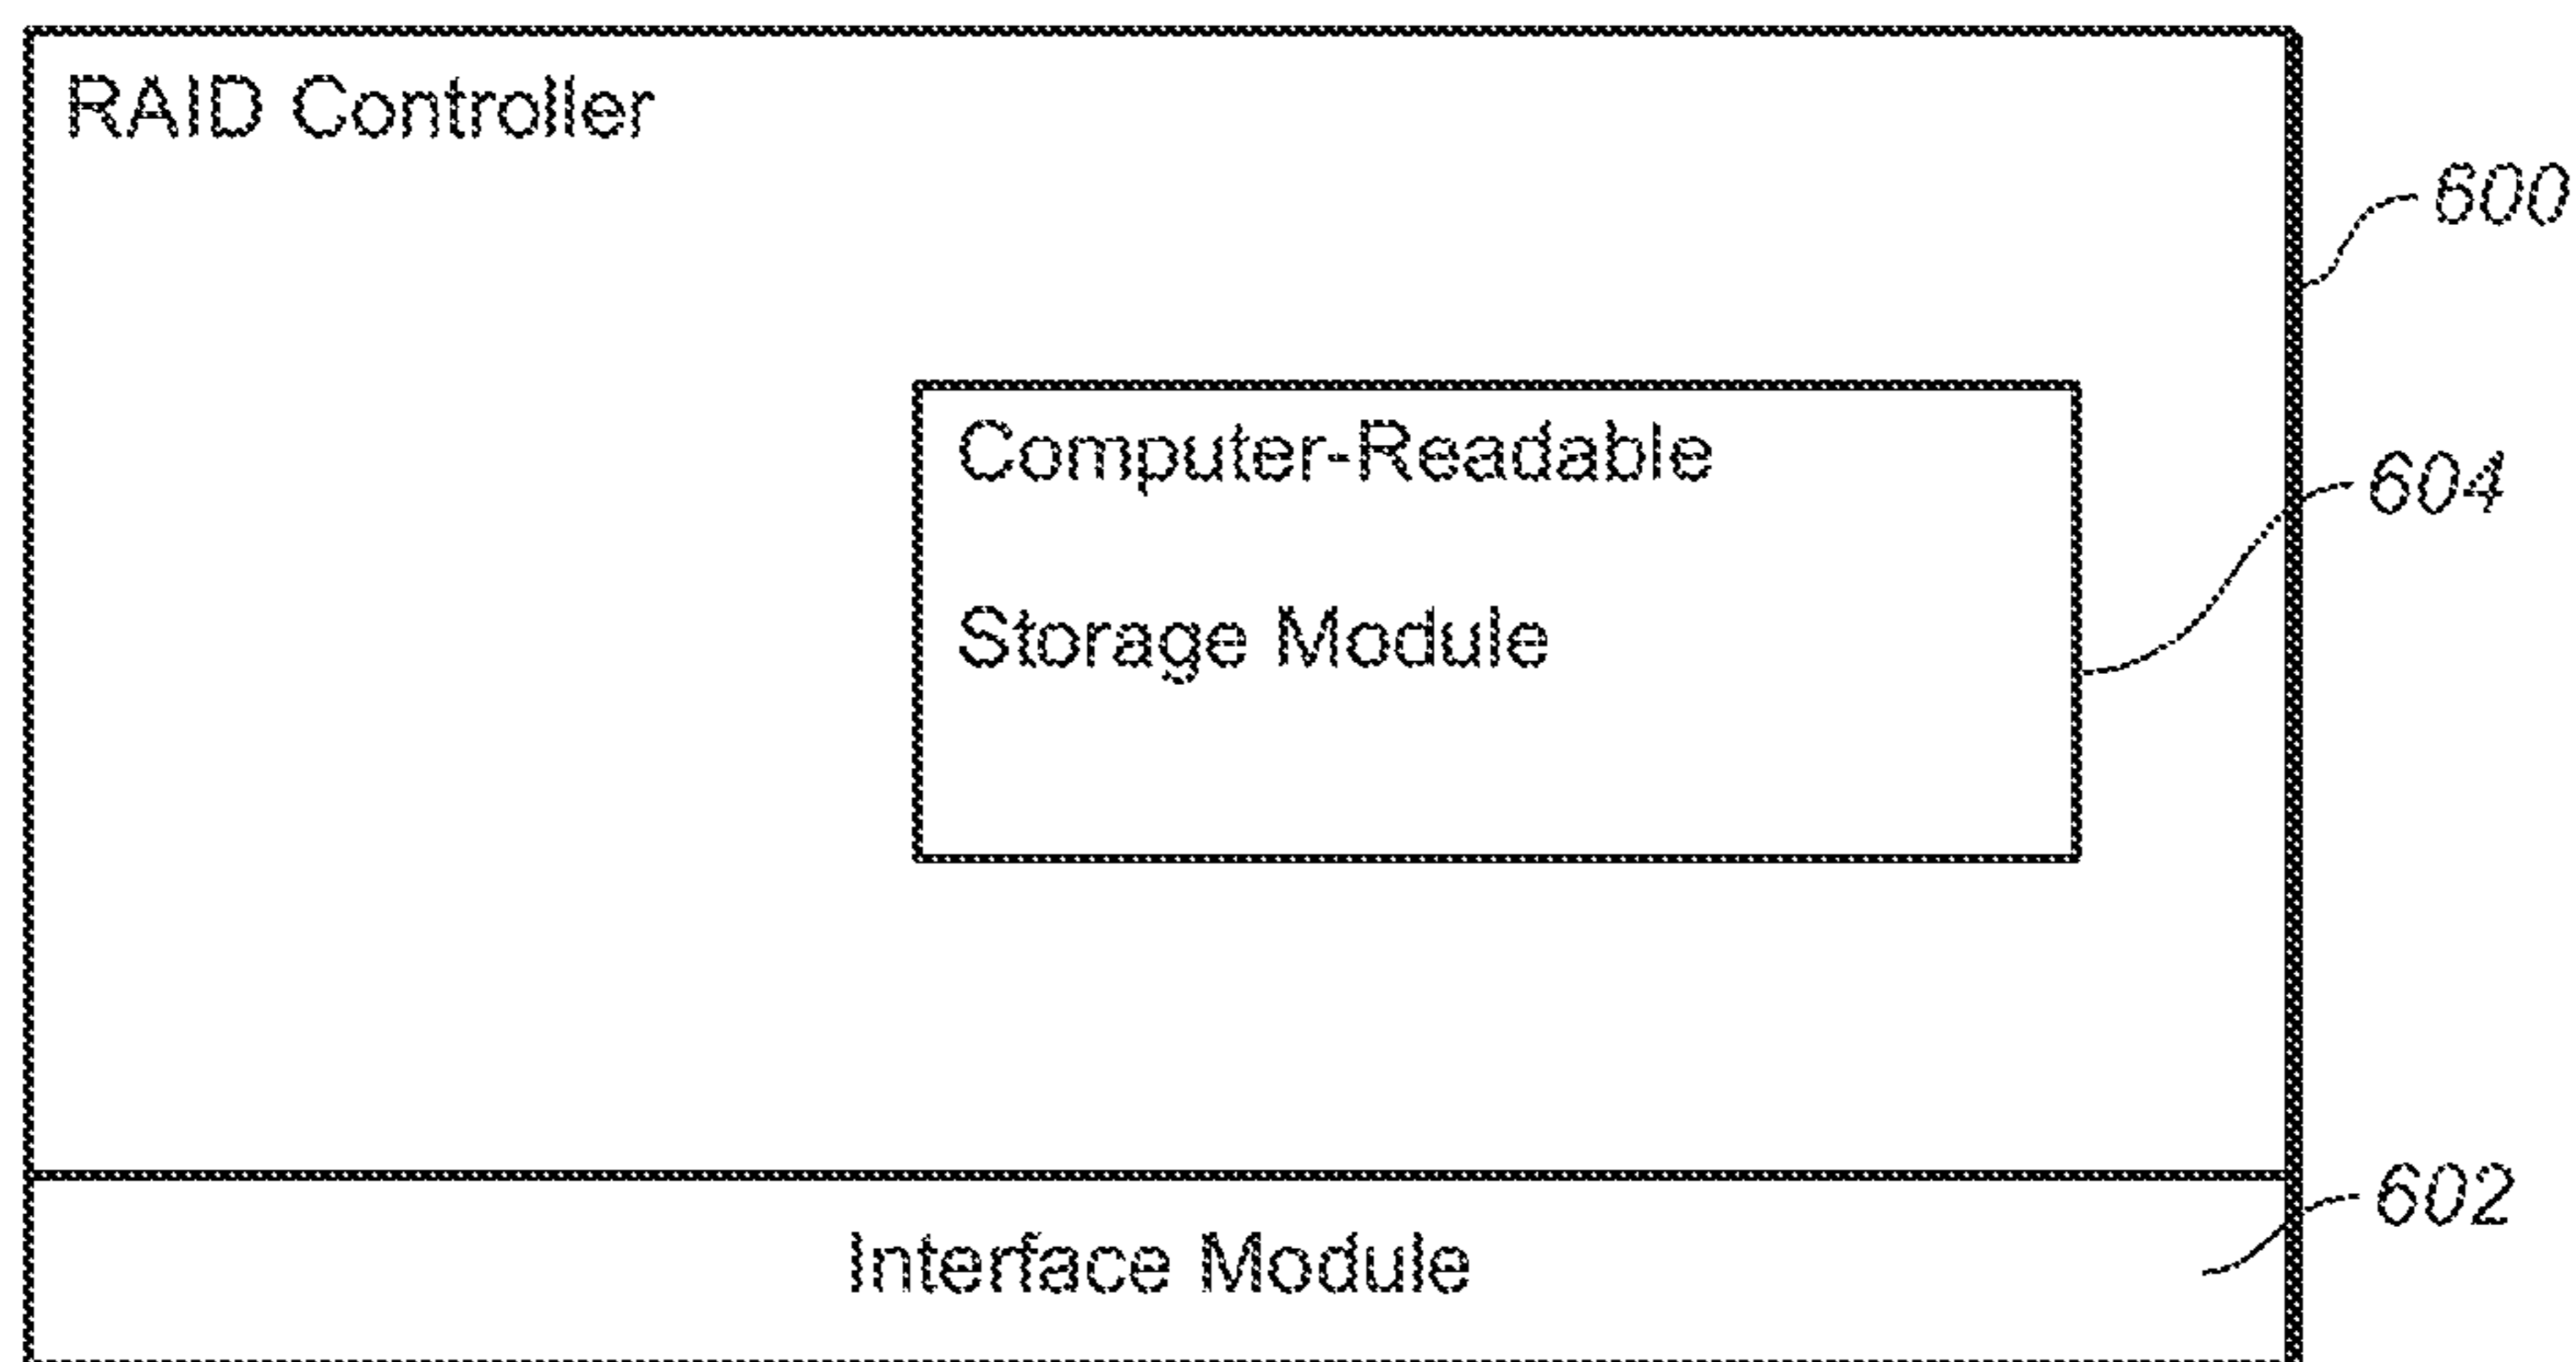 RAID Controller
600
Computer-Readable
604
Storage Module
602
Interface Module